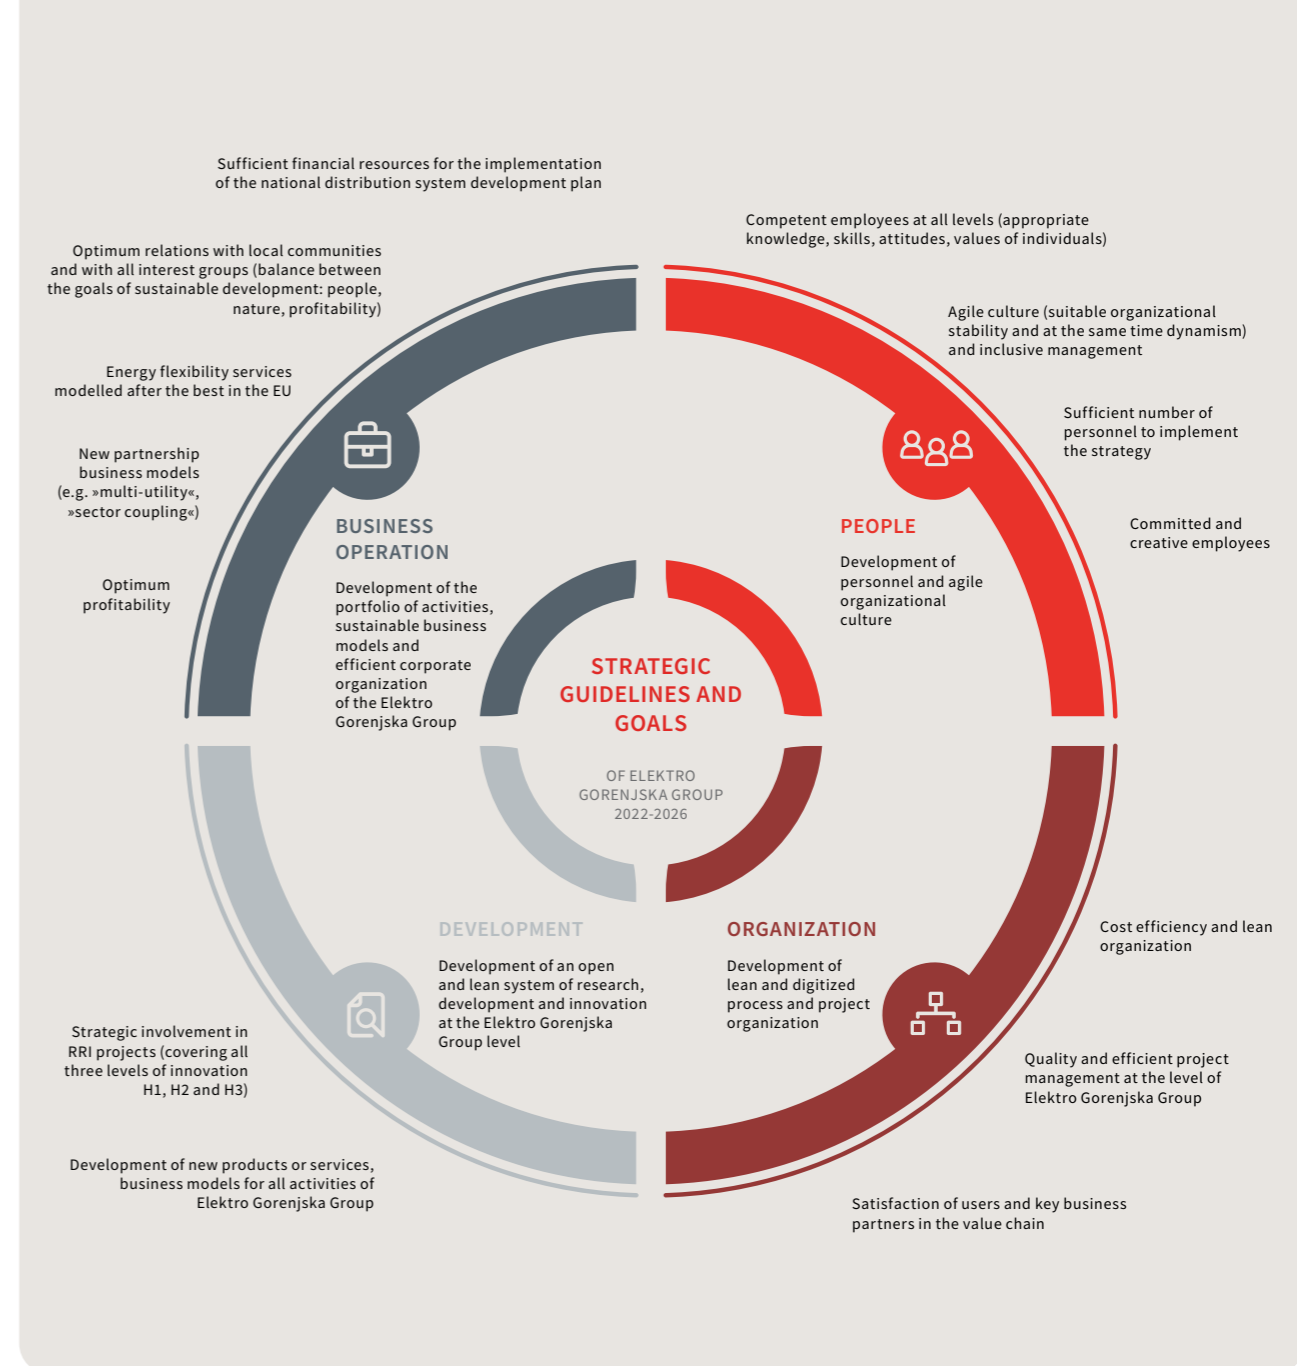 Sufficient financial resources for the implementation
of the national distribution system development plan
Optimum relations with local communities
and with all interest groups (balance between
the goals of sustainable development: people,
nature, profitability)
Energy flexibility services
modelled after the best in the EU
New partnership
business models
(e.g. »multi-utility«,
»sector coupling«)
Optimum
profitability
Competent employees at all levels (appropriate
knowledge, skills, attitudes, values of individuals)
Agile culture (suitable organizational
stability and at the same time dynamism)
and inclusive management
Sufficient number of
personnel to implement
the strategy
Committed and
creative employees
BUSINESS
OPERATION
Development of the
portfolio of activities,
sustainable business
models and
efficient corporate
organization
of the Elektro
Gorenjska Group
PEOPLE
Development of
personnel and agile
organizational
culture
STRATEGIC
GUIDELINES AND
GOALS
OF ELEKTRO
GORENJSKA GROUP
2022-2026
DEVELOPMENT
Development of an open
and lean system of research,
development and innovation
at the Elektro Gorenjska
Group level
ORGANIZATION
Development of
lean and digitized
process and project
organization
Strategic involvement in
RRI projects (covering all
three levels of innovation
H1, H2 and H3)
Development of new products or services,
business models for all activities of
Elektro Gorenjska Group
Cost efficiency and lean
organization
Quality and efficient project
management at the level of
Elektro Gorenjska Group
Satisfaction of users and key business
partners in the value chain